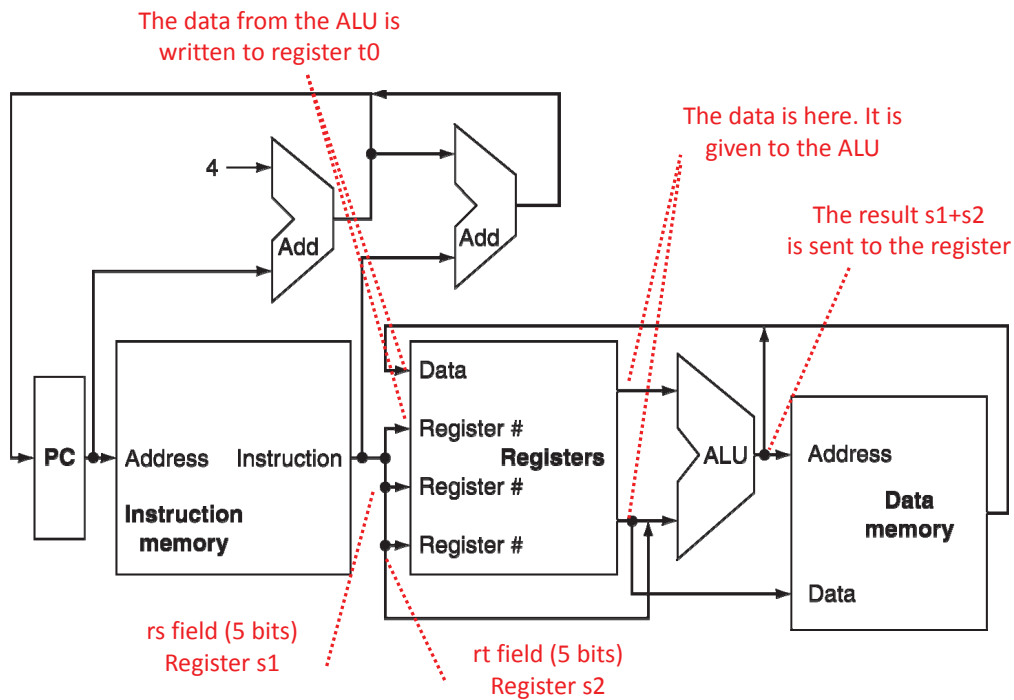 The data from the ALU is
written to register t0
The data is here. It is
given to the ALU
4
Add
Add
The result s1+s2
is sent to the register
Data
Register #
PC
Address
Instruction
Registers
ALU
Address
Register #
Instruction
memory
Data
memory
Register #
Data
rs field (5 bits)
Register s1
rt field (5 bits)
Register s2